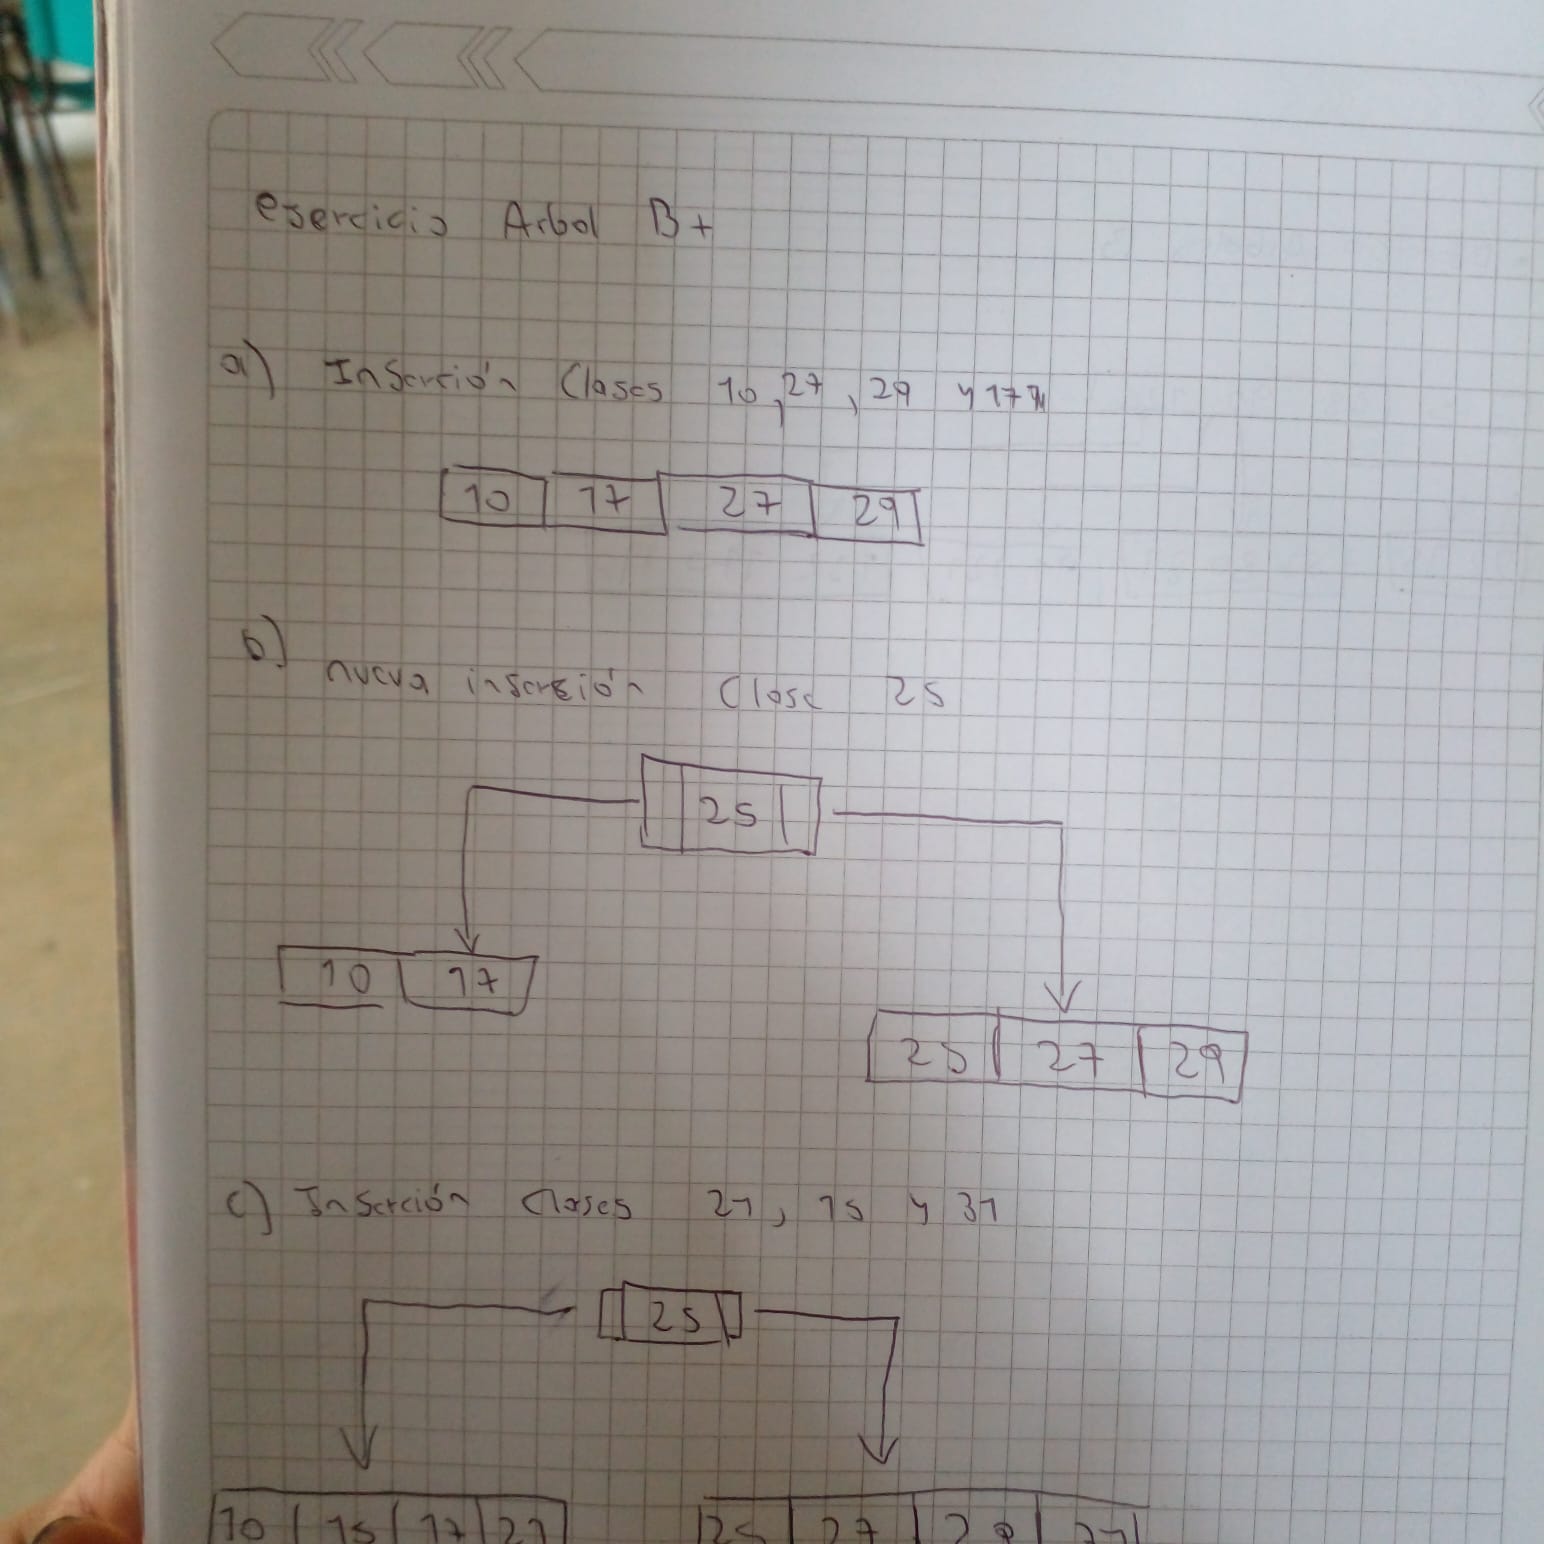 ejercicio Arbol B+
a) Inserción Clases 10, 27, 29 y 17
10 17 27 29
b)
nueva inserción Clase 25
25
10 17
25 27 29
c) Inserción Clases 21, 15 y 31
25
10 15 17 21
25 27 29 31